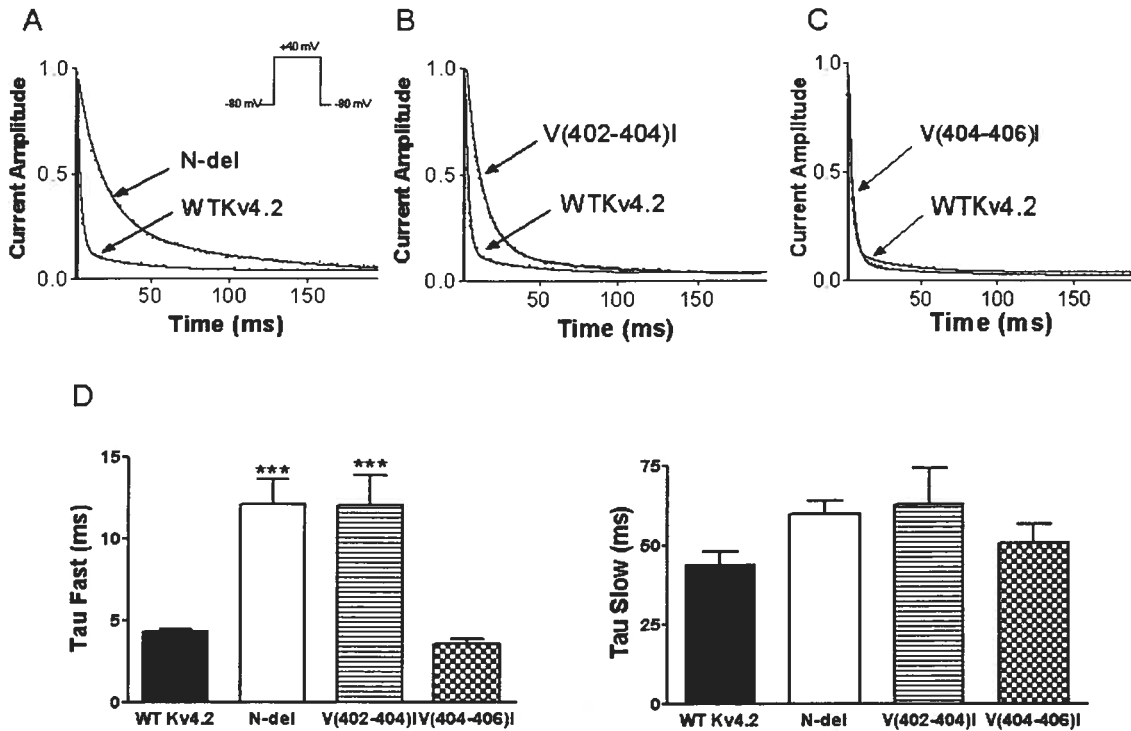 A
+40 mV
-80 mV
-80 mV
1.0
0.5
0.0
Current Amplitude
N-del
WTKv4.2
50
100
150
Time (ms)
B
1.0
0.5
0.0
Current Amplitude
V(402-404)I
WTKv4.2
50
100
150
Time (ms)
C
1.0
0.5
0.0
Current Amplitude
V(404-406)I
WTKv4.2
50
100
150
Time (ms)
D
15
10
5
0
Tau Fast (ms)
***
***
WT Kv4.2
N-del
V(402-404)I
V(404-406)I
75
50
25
0
Tau Slow (ms)
WT Kv4.2
N-del
V(402-404)I
V(404-406)I